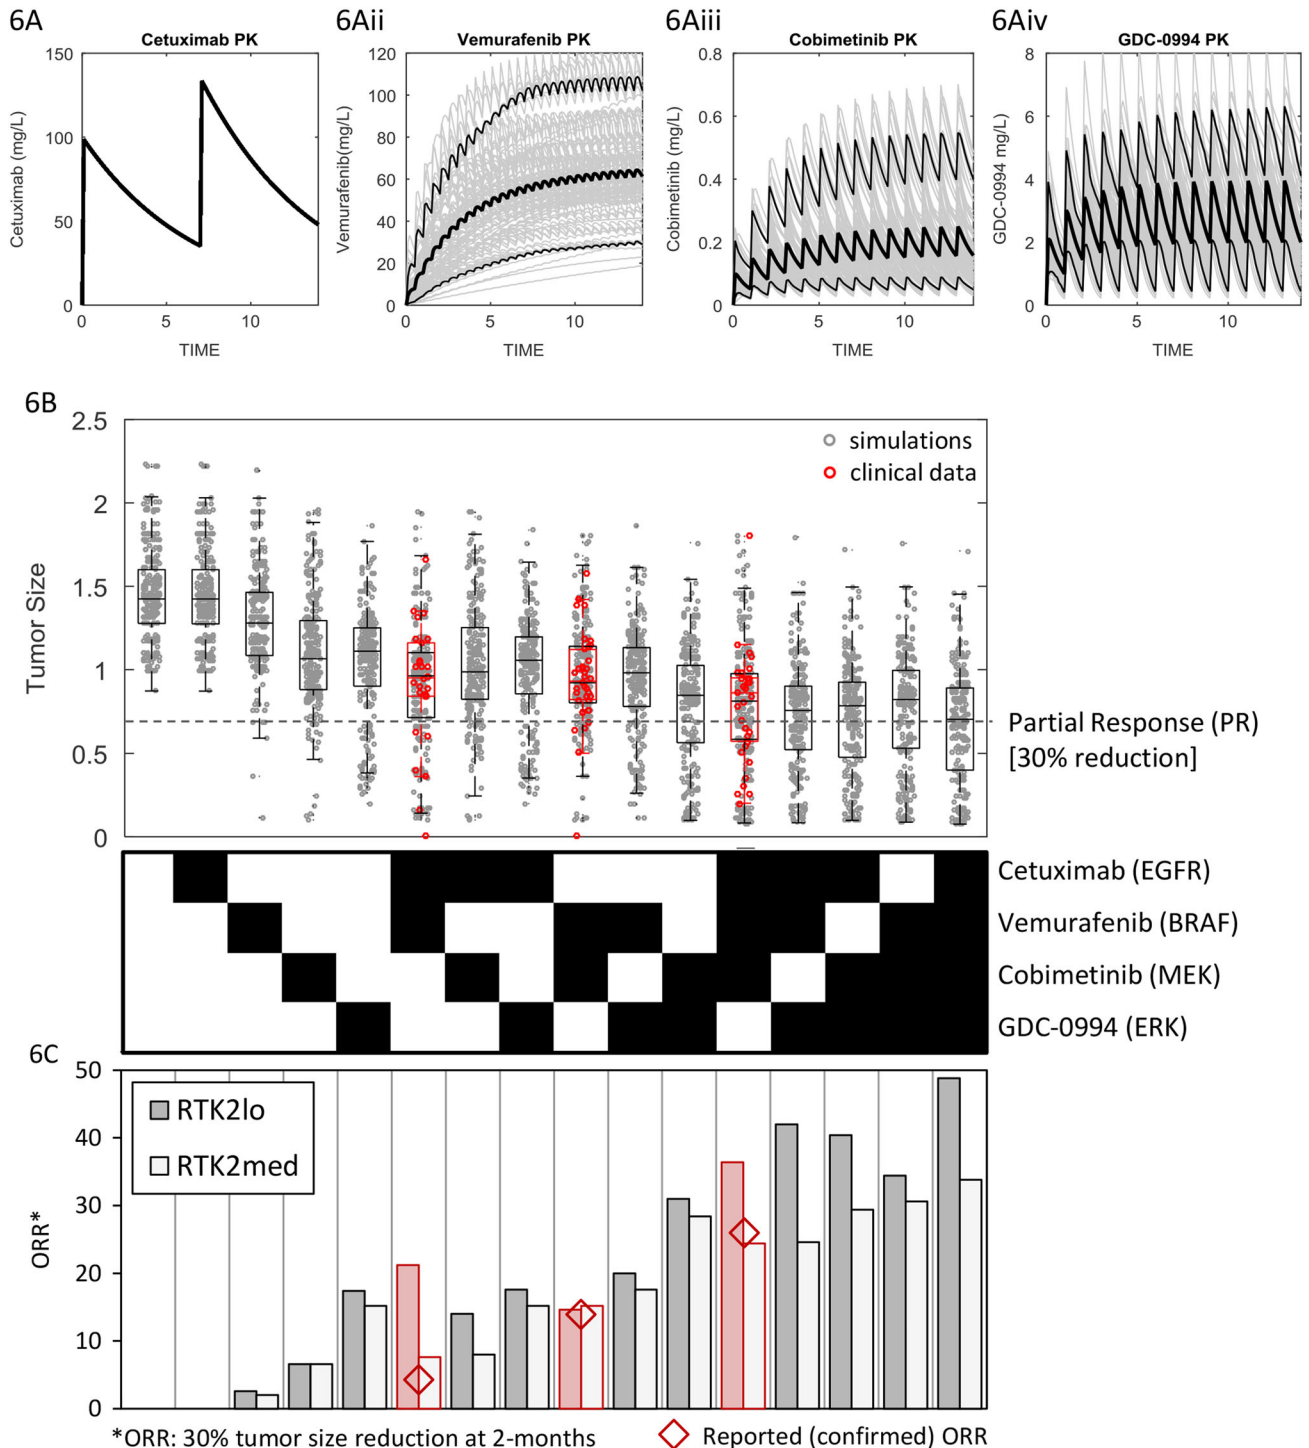 6A
6Aii
6Aiii
6Aiv
Cetuximab PK
Vemurafenib PK
Cobimetinib PK
GDC-0994 PK
Cetuximab (mg/L)
150
100
50
0
0 5 10
TIME
Vemurafenib(mg/L)
120
100
80
60
40
20
0
0 5 10
TIME
Cobimetinib (mg/L)
0.8
0.6
0.4
0.2
0
0 5 10
TIME
GDC-0994 mg/L)
8
6
4
2
0
0 5 10
TIME
6B
Tumor Size
2.5
2
1.5
1
0.5
0
simulations
clinical data
Partial Response (PR)
[30% reduction]
Cetuximab (EGFR)
Vemurafenib (BRAF)
Cobimetinib (MEK)
GDC-0994 (ERK)
6C
ORR*
50
40
30
20
10
0
RTK2lo
RTK2med
*ORR: 30% tumor size reduction at 2-months
Reported (confirmed) ORR